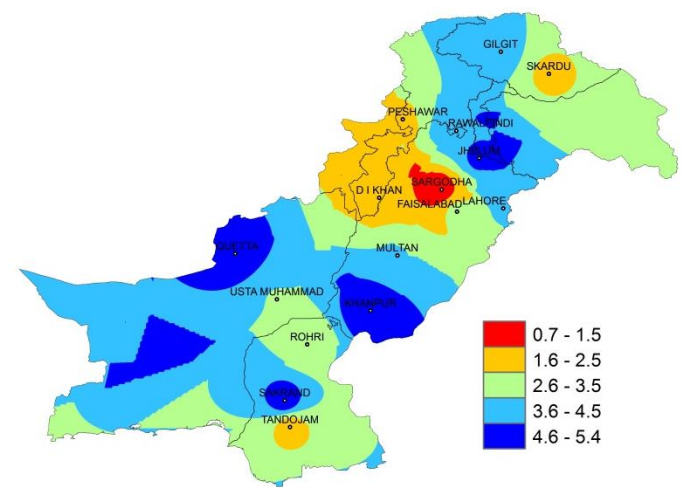 GILGIT
SKARDU
PESHAWAR
RAWALPINDI
JHELUM
SARGODHA
D I KHAN
FAISALABAD
LAHORE
MULTAN
QUETTA
USTA MUHAMMAD
KHANPUR
ROHRI
SAKRAND
TANDOJAM
0.7 - 1.5
1.6 - 2.5
2.6 - 3.5
3.6 - 4.5
4.6 - 5.4